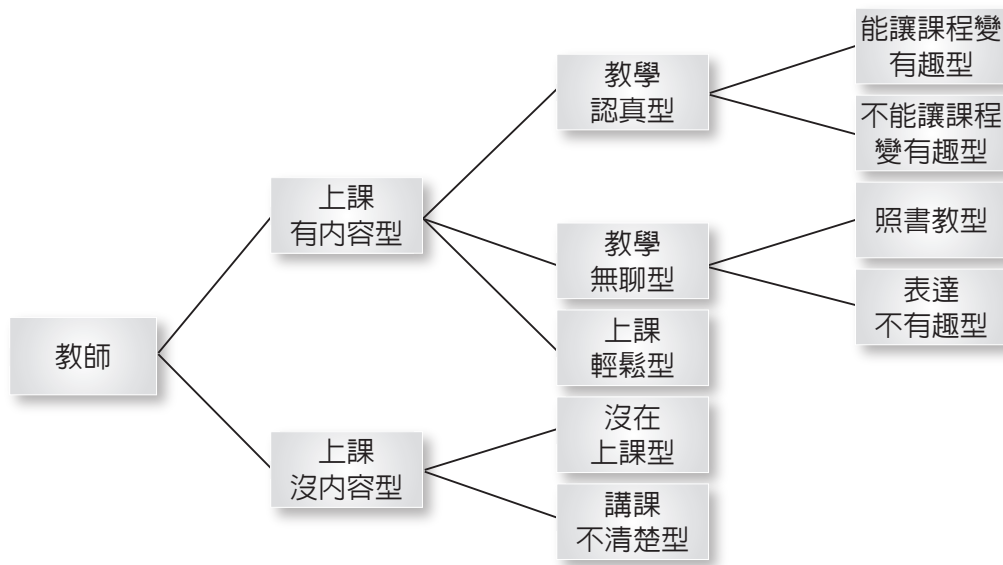 教師
上課
有內容型
上課
沒內容型
教學
認真型
教學
無聊型
上課
輕鬆型
沒在
上課型
講課
不清楚型
能讓課程變
有趣型
不能讓課程
變有趣型
照書教型
表達
不有趣型